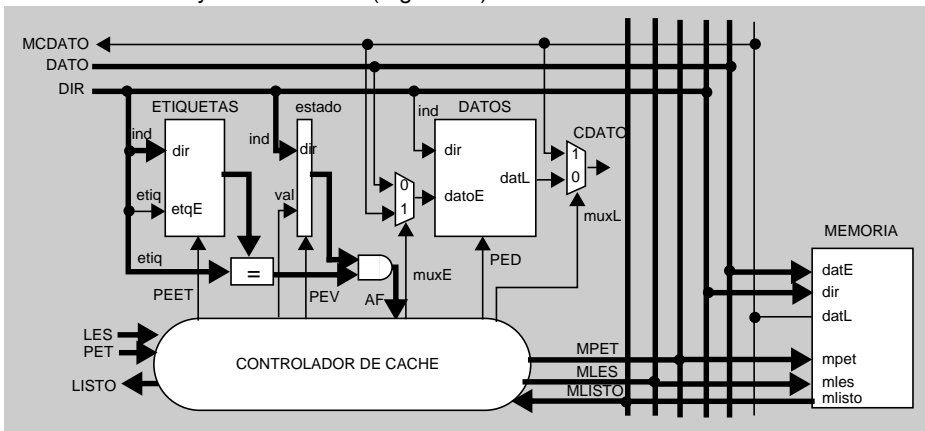 MCDATO
DATO
DIR
ETIQUETAS estado DATOS
ind ind ind CDATO
dir dir dir
etiq etqE val 0 1 datoE datL 1 0
etiq = muxL
PEET PEV AF muxE PED
MEMORIA
datE
dir
datL
mpet
mles
mlisto
LES
PET
LISTO
CONTROLADOR DE CACHE
MPET
MLES
MLISTO